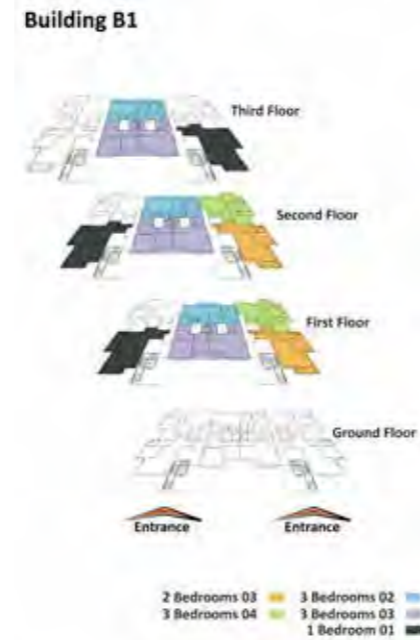 Building B1
Third Floor
Second Floor
First Floor
Ground Floor
Entrance Entrance
2 Bedrooms 03 3 Bedrooms 02
3 Bedrooms 04 3 Bedrooms 03
1 Bedroom 01